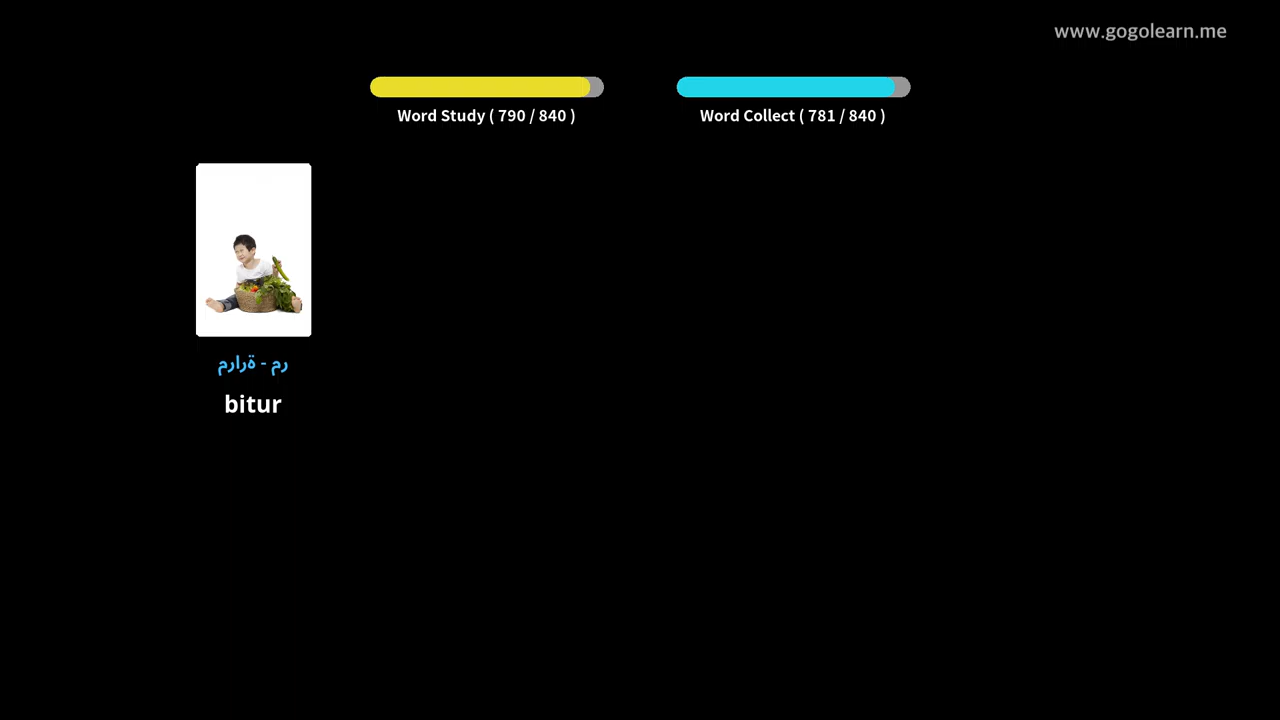 www.gogolearn.me
Word Study ( 790 / 840 )
Word Collect ( 781 / 840 )
رم - ةرارم
bitur